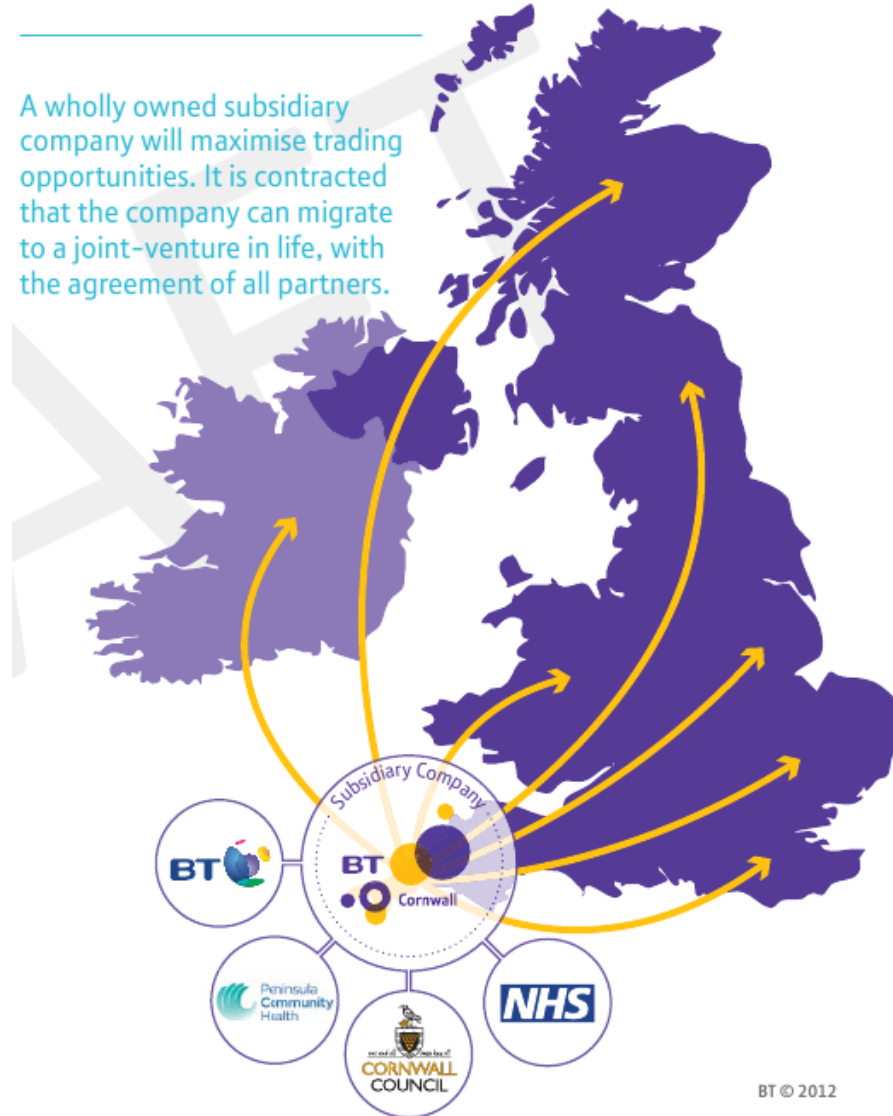 A wholly owned subsidiary
company will maximise trading
opportunities. It is contracted
that the company can migrate
to a joint-venture in life, with
the agreement of all partners.
Subsidiary Company
BT
Cornwall
BT
Peninsula
Community
Health
CORNWALL
COUNCIL
NHS
BT © 2012